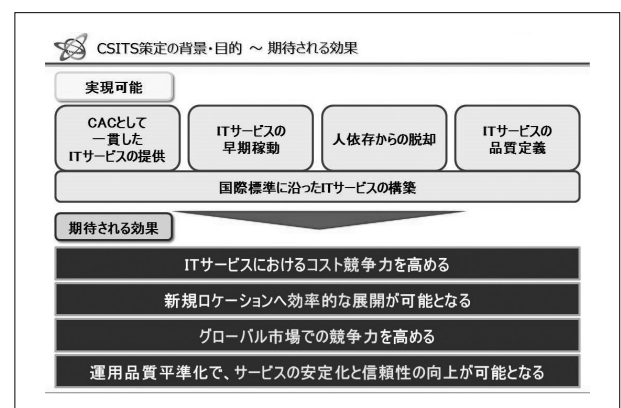 CSITS策定の背景・目的 ～ 期待される効果
実現可能
CACとして
一貫した
ITサービスの提供
ITサービスの
早期稼動
人依存からの脱却
ITサービスの
品質定義
国際標準に沿ったITサービスの構築
期待される効果
ITサービスにおけるコスト競争力を高める
新規ロケーションへ効率的な展開が可能となる
グローバル市場での競争力を高める
運用品質平準化で、サービスの安定化と信頼性の向上が可能となる